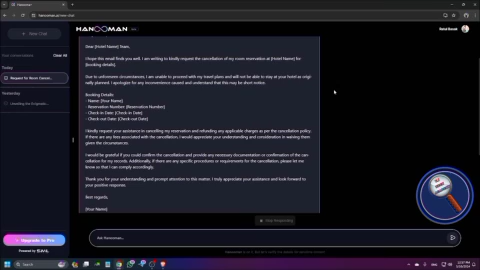 Hanooman
hanooman.ai/new-chat
New Chat
HANOOMAN
Clear All
Today
Request for Room Cancel...
Yesterday
Dear [Hotel Name] Team,
I hope this email finds you well. I am writing to kindly request the cancellation of my room reservation at [Hotel Name] for
[booking details].
Due to unforeseen circumstances, I am unable to proceed with my travel plans and will not be able to stay at your hotel as origi-
nally planned. I apologize for any inconvenience caused and understand that this may be short notice.
Booking Details:
- Name: [Your Name]
- Reservation Number: [Reservation Number]
- Check-in Date: [Check-in Date]
- Check-out Date: [Check-out Date]
I kindly request your assistance in cancelling my reservation and refunding any applicable charges as per the cancellation policy.
If there are any fees associated with the cancellation, I would appreciate your understanding and consideration in waiving them
given the circumstances.
I would be grateful if you could confirm the cancellation and provide any necessary documentation or confirmation of the can-
cellation for my records. Additionally, if there are any specific procedures or requirements for the cancellation, please let me
know so that I can comply accordingly.
Thank you for your understanding and prompt attention to this matter. I truly appreciate your assistance and look forward to
your positive response.
Best regards,
[Your Name]
Stop Responding
Ask Hanooman...
Upgrade to Pro
Powered by SML
Search